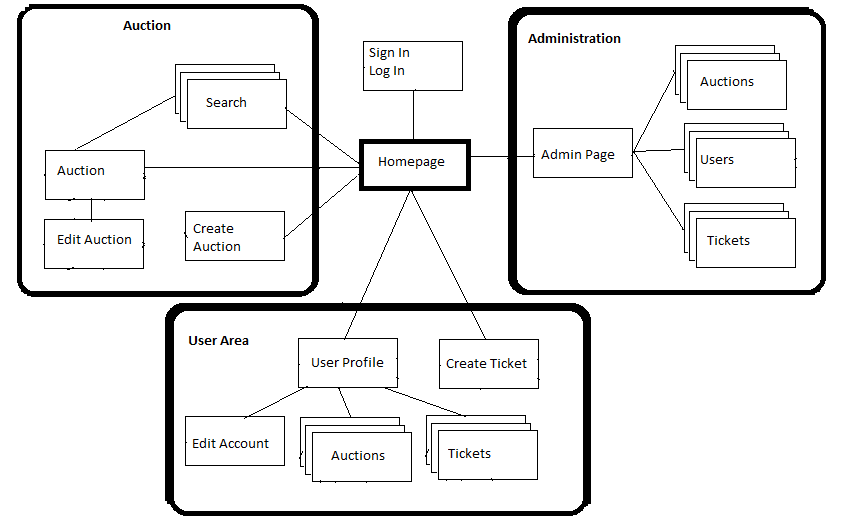 Auction
Search
Auction
Edit Auction
Create
Auction
Sign In
Log In
Homepage
Administration
Admin Page
Auctions
Users
Tickets
User Area
User Profile
Create Ticket
Edit Account
Auctions
Tickets